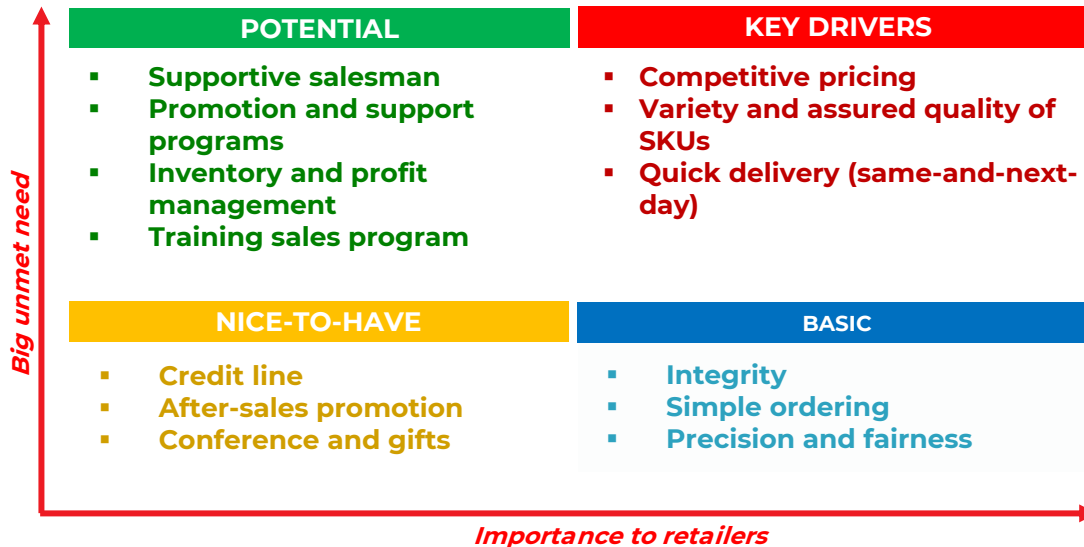 POTENTIAL
▪ Supportive salesman
▪ Promotion and support
programs
▪ Inventory and profit
management
▪ Training sales program
KEY DRIVERS
▪ Competitive pricing
▪ Variety and assured quality of
SKUs
▪ Quick delivery (same-and-next-
day)
Big unmet need
NICE-TO-HAVE
▪ Credit line
▪ After-sales promotion
▪ Conference and gifts
BASIC
▪ Integrity
▪ Simple ordering
▪ Precision and fairness
Importance to retailers